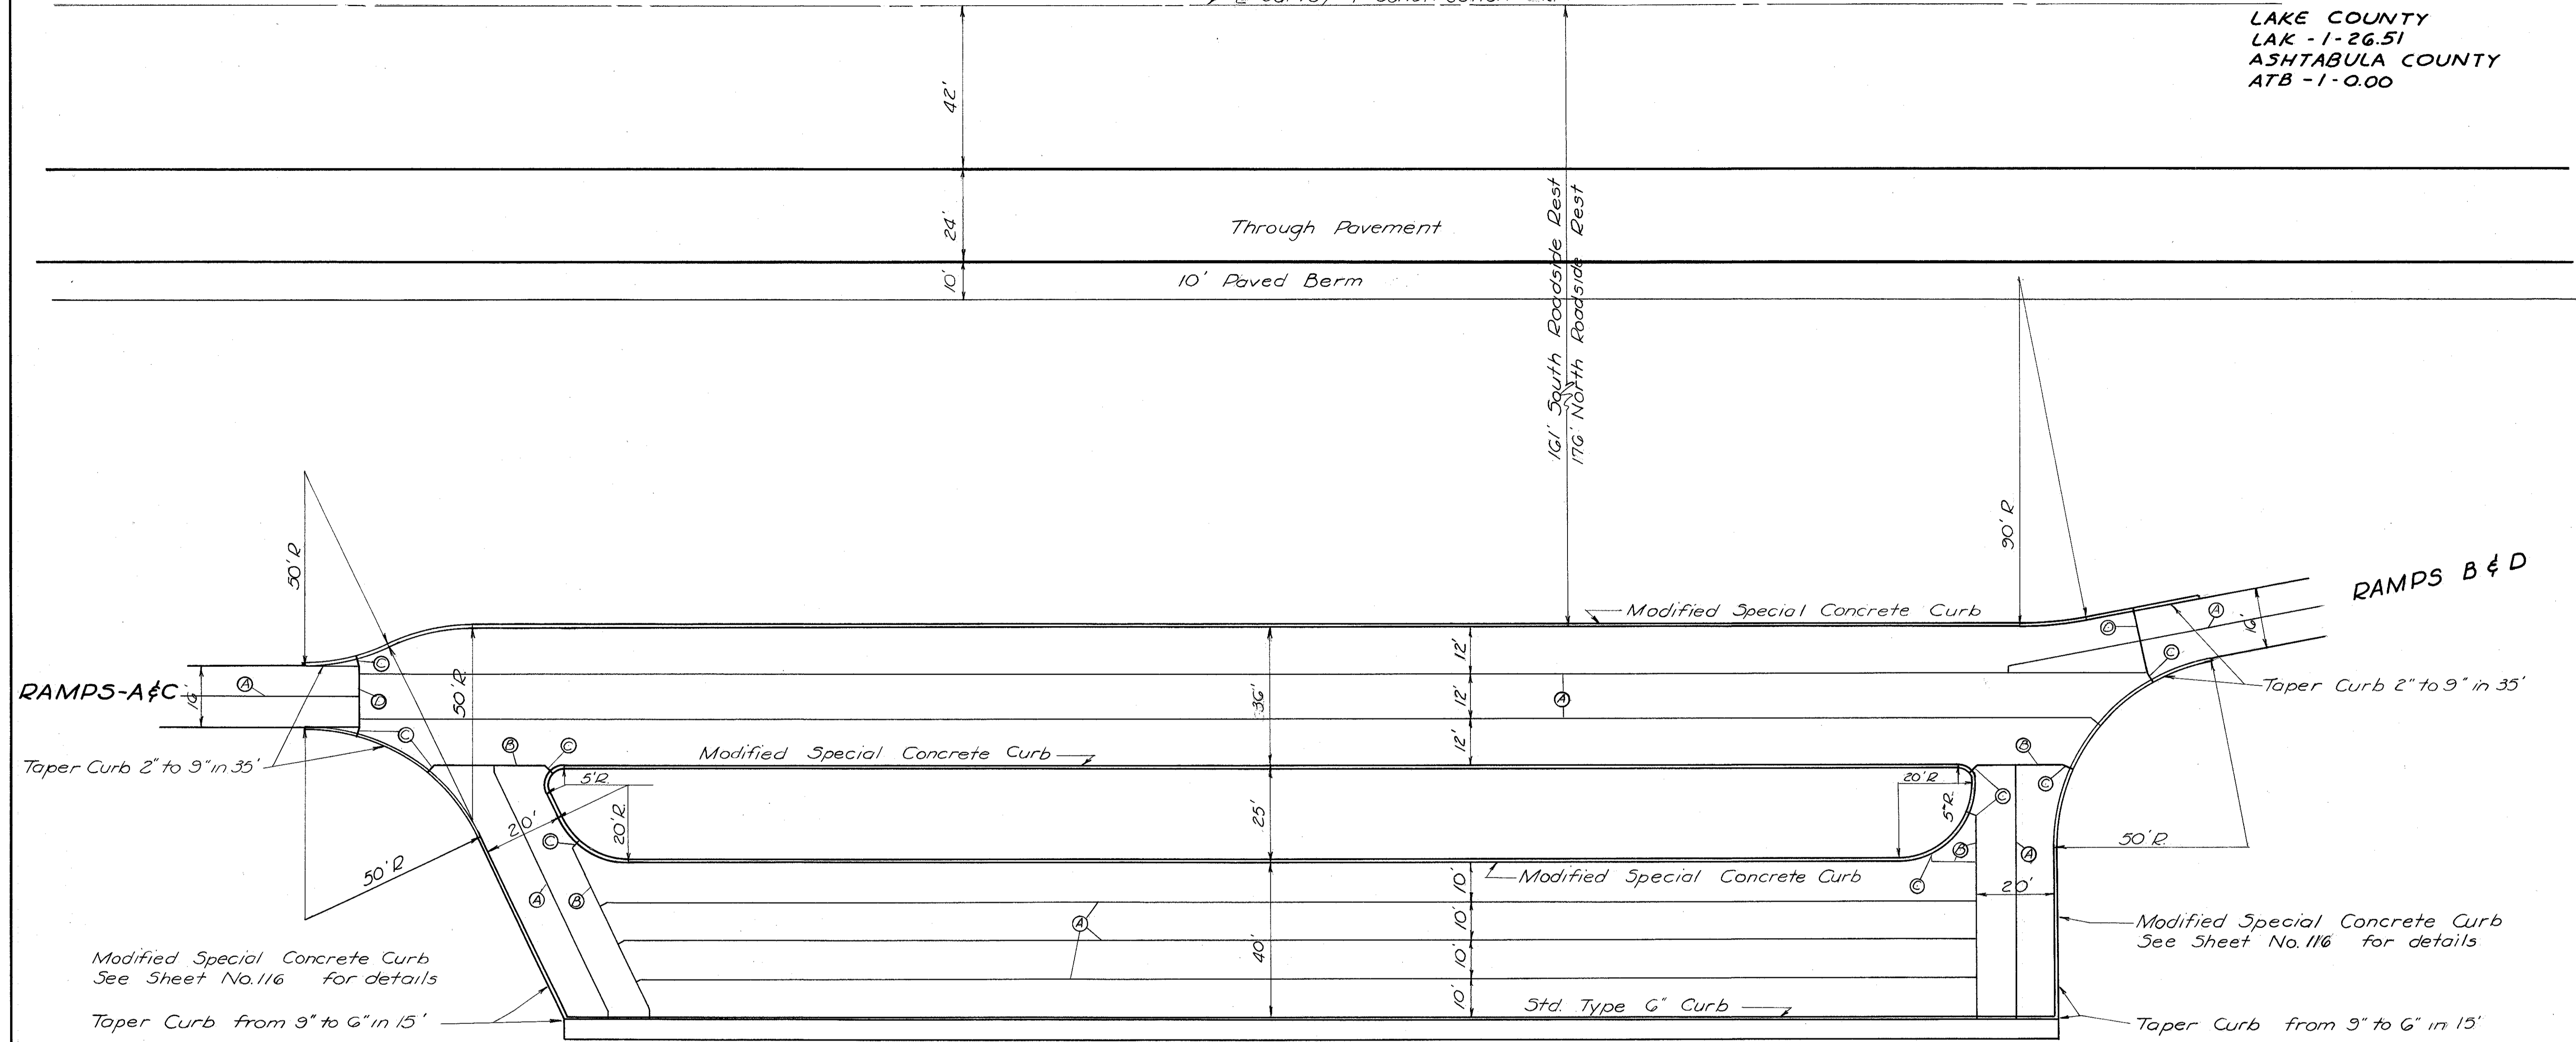 LAKE COUNTY
LAK - 1 - 26.51
ASHTABULA COUNTY
ATB - 1 - 0.00
42'
24'
Through Pavement
10'
10' Paved Berm
161' South Roadside Rest
176' North Roadside Rest
50' R
90' R
RAMPS B & D
Modified Special Concrete Curb
A
D
16'
C
C
12'
RAMPS-A&C
16'
A
D
50' R.
36'
12'
A
Taper Curb 2" to 9" in 35'
C
B
C
Modified Special Concrete Curb
12'
B
Taper Curb 2" to 9" in 35'
5' R.
20' R
C
20'
20' R.
25'
5' R.
C
C
B
A
50' R.
50' R
Modified Special Concrete Curb
10'
C
20'
A
B
A
10'
Modified Special Concrete Curb
See Sheet No. 116 for details
Modified Special Concrete Curb
See Sheet No. 116 for details
40'
10'
10'
Std. Type 6" Curb
Taper Curb from 9" to 6" in 15'
Taper Curb from 9" to 6" in 15'